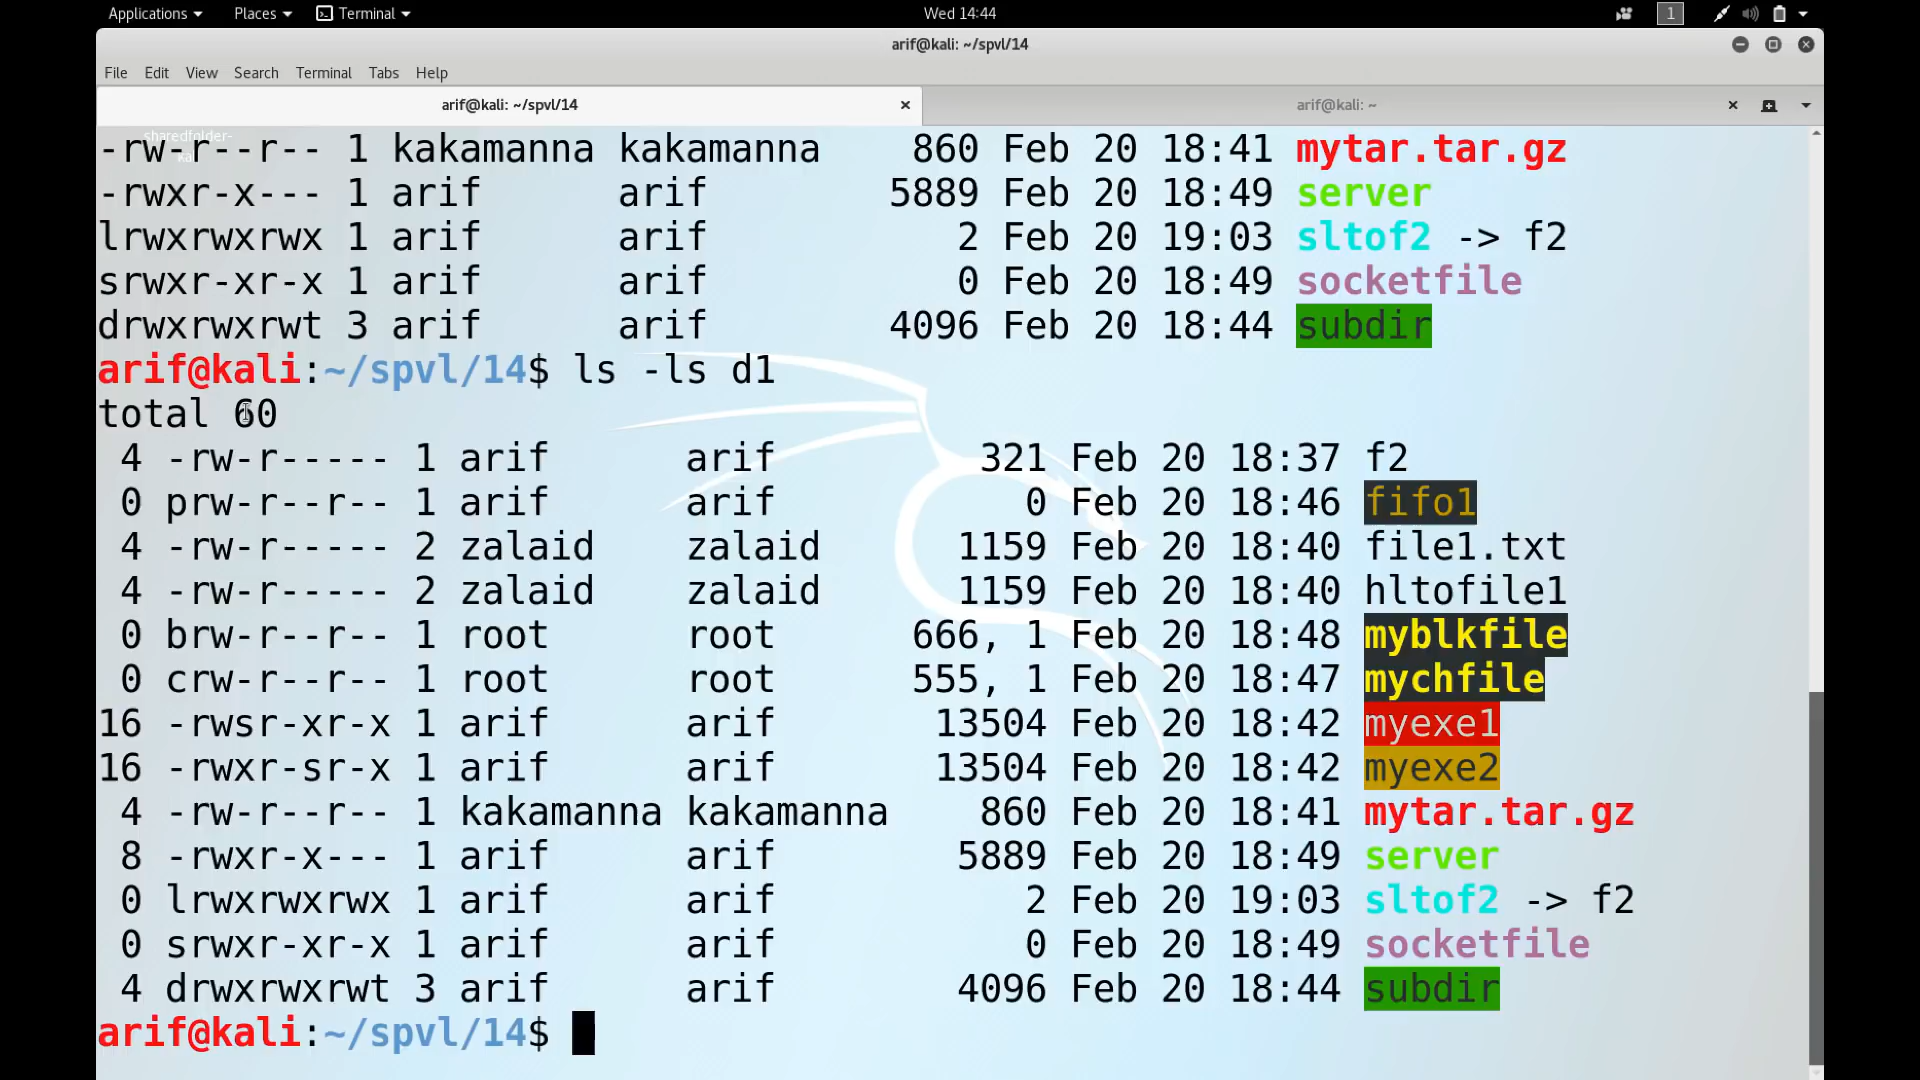 Applications Places Terminal Wed 14:44 1
arif@kali: ~/spvl/14
File Edit View Search Terminal Tabs Help
arif@kali: ~/spvl/14 arif@kali: ~
sharedfolder-
-rw-r--r-- 1 kakamanna kakamanna 860 Feb 20 18:41 mytar.tar.gz
-rwxr-x--- 1 arif arif 5889 Feb 20 18:49 server
lrwxrwxrwx 1 arif arif 2 Feb 20 19:03 sltof2 -> f2
srwxr-xr-x 1 arif arif 0 Feb 20 18:49 socketfile
drwxrwxrwt 3 arif arif 4096 Feb 20 18:44 subdir
arif@kali:~/spvl/14$ ls -ls d1
total 60
4 -rw-r----- 1 arif arif 321 Feb 20 18:37 f2
0 prw-r--r-- 1 arif arif 0 Feb 20 18:46 fifo1
4 -rw-r----- 2 zalaid zalaid 1159 Feb 20 18:40 file1.txt
4 -rw-r----- 2 zalaid zalaid 1159 Feb 20 18:40 hltofile1
0 brw-r--r-- 1 root root 666, 1 Feb 20 18:48 myblkfile
0 crw-r--r-- 1 root root 555, 1 Feb 20 18:47 mychfile
16 -rwsr-xr-x 1 arif arif 13504 Feb 20 18:42 myexe1
16 -rwxr-sr-x 1 arif arif 13504 Feb 20 18:42 myexe2
4 -rw-r--r-- 1 kakamanna kakamanna 860 Feb 20 18:41 mytar.tar.gz
8 -rwxr-x--- 1 arif arif 5889 Feb 20 18:49 server
0 lrwxrwxrwx 1 arif arif 2 Feb 20 19:03 sltof2 -> f2
0 srwxr-xr-x 1 arif arif 0 Feb 20 18:49 socketfile
4 drwxrwxrwt 3 arif arif 4096 Feb 20 18:44 subdir
arif@kali:~/spvl/14$